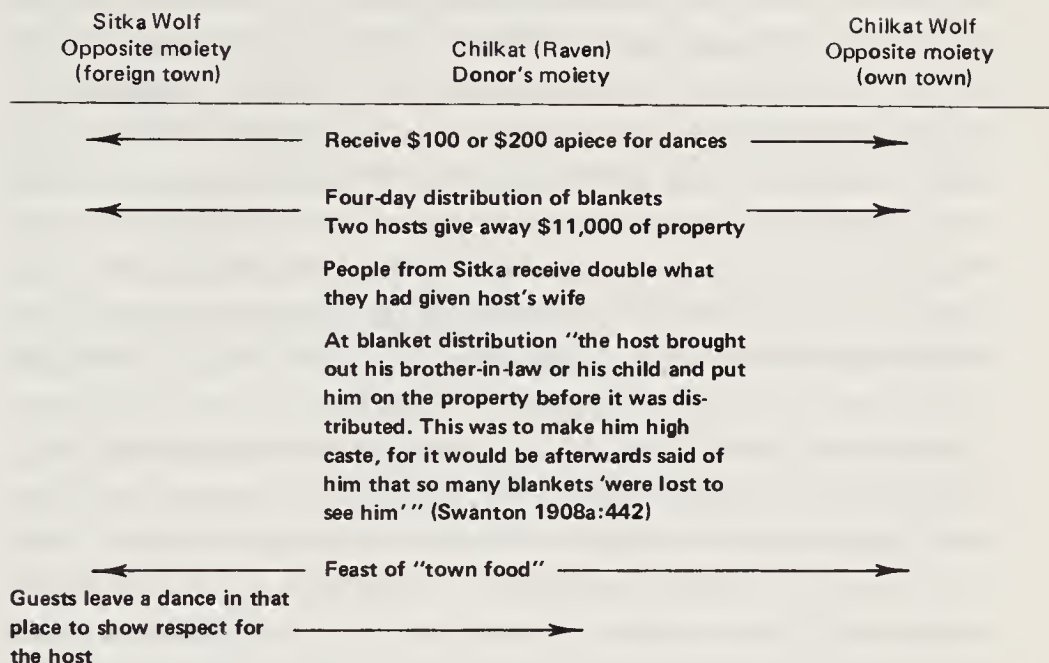 Sitka Wolf
Opposite moiety
(foreign town)
Chilkat (Raven)
Donor's moiety
Chilkat Wolf
Opposite moiety
(own town)
Receive $100 or $200 apiece for dances
Four-day distribution of blankets
Two hosts give away $11,000 of property
People from Sitka receive double what
they had given host's wife
At blanket distribution "the host brought
out his brother-in-law or his child and put
him on the property before it was dis-
tributed. This was to make him high
caste, for it would be afterwards said of
him that so many blankets 'were lost to
see him' " (Swanton 1908a:442)
Feast of "town food"
Guests leave a dance in that
place to show respect for
the host